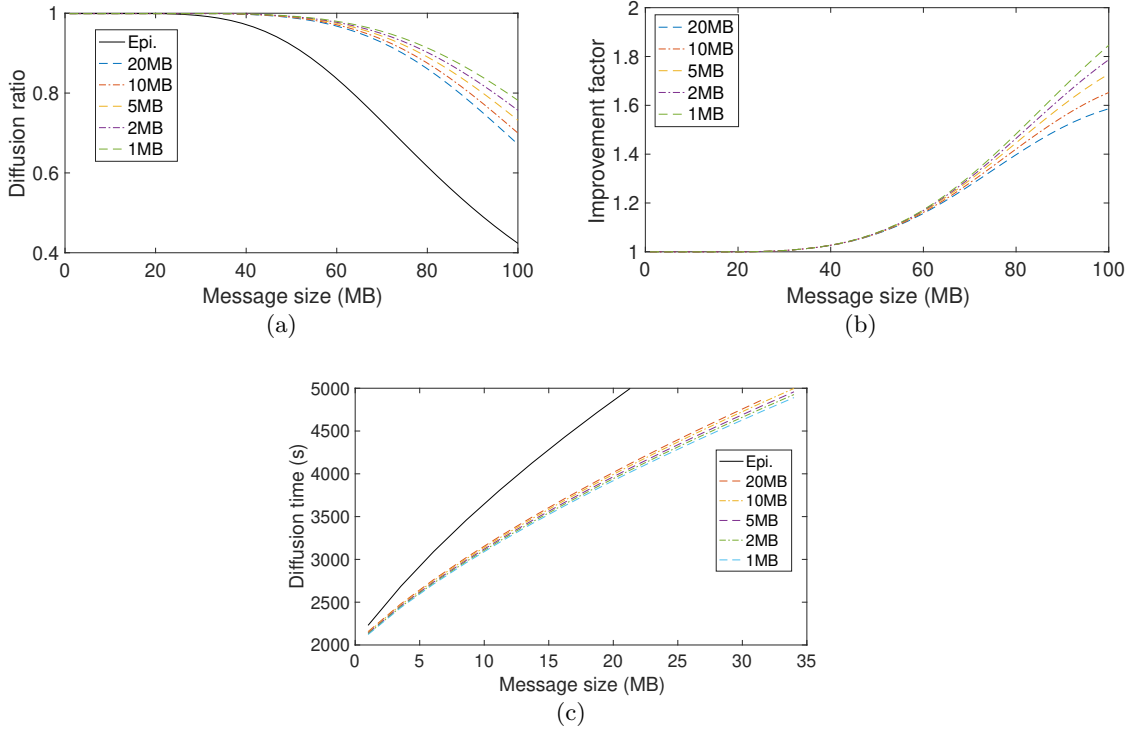 Diffusion ratio
1
0.8
0.6
0.4
Epi.
20MB
10MB
5MB
2MB
1MB
0 20 40 60 80 100
Message size (MB)
(a)
Improvement factor
2
1.8
1.6
1.4
1.2
1
20MB
10MB
5MB
2MB
1MB
0 20 40 60 80 100
Message size (MB)
(b)
Diffusion time (s)
5000
4500
4000
3500
3000
2500
2000
Epi.
20MB
10MB
5MB
2MB
1MB
0 5 10 15 20 25 30 35
Message size (MB)
(c)